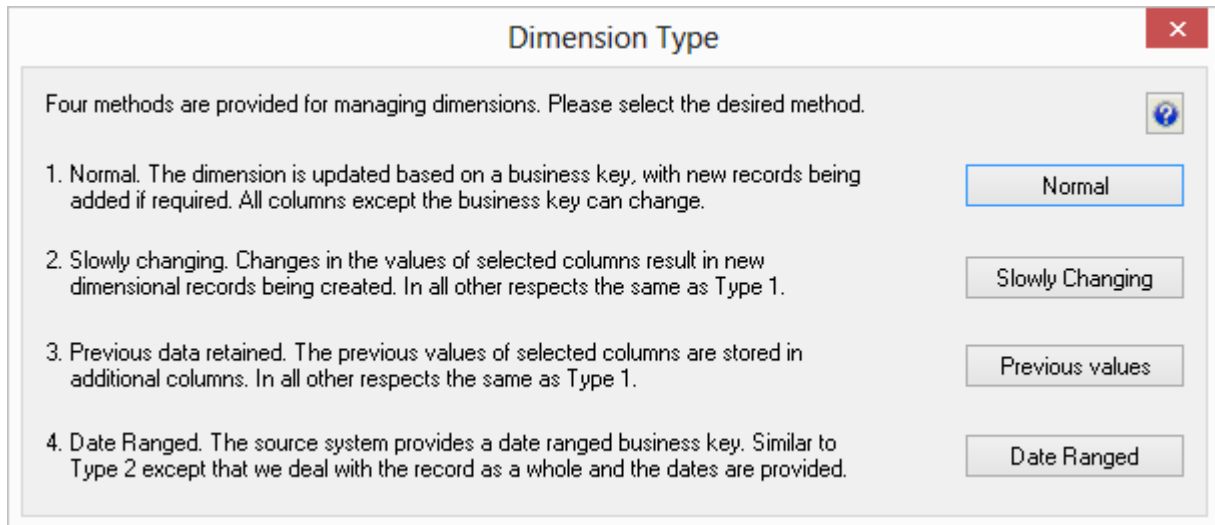 Dimension Type
Four methods are provided for managing dimensions. Please select the desired method.
1. Normal. The dimension is updated based on a business key, with new records being
added if required. All columns except the business key can change.
Normal
2. Slowly changing. Changes in the values of selected columns result in new
dimensional records being created. In all other respects the same as Type 1.
Slowly Changing
3. Previous data retained. The previous values of selected columns are stored in
additional columns. In all other respects the same as Type 1.
Previous values
4. Date Ranged. The source system provides a date ranged business key. Similar to
Type 2 except that we deal with the record as a whole and the dates are provided.
Date Ranged